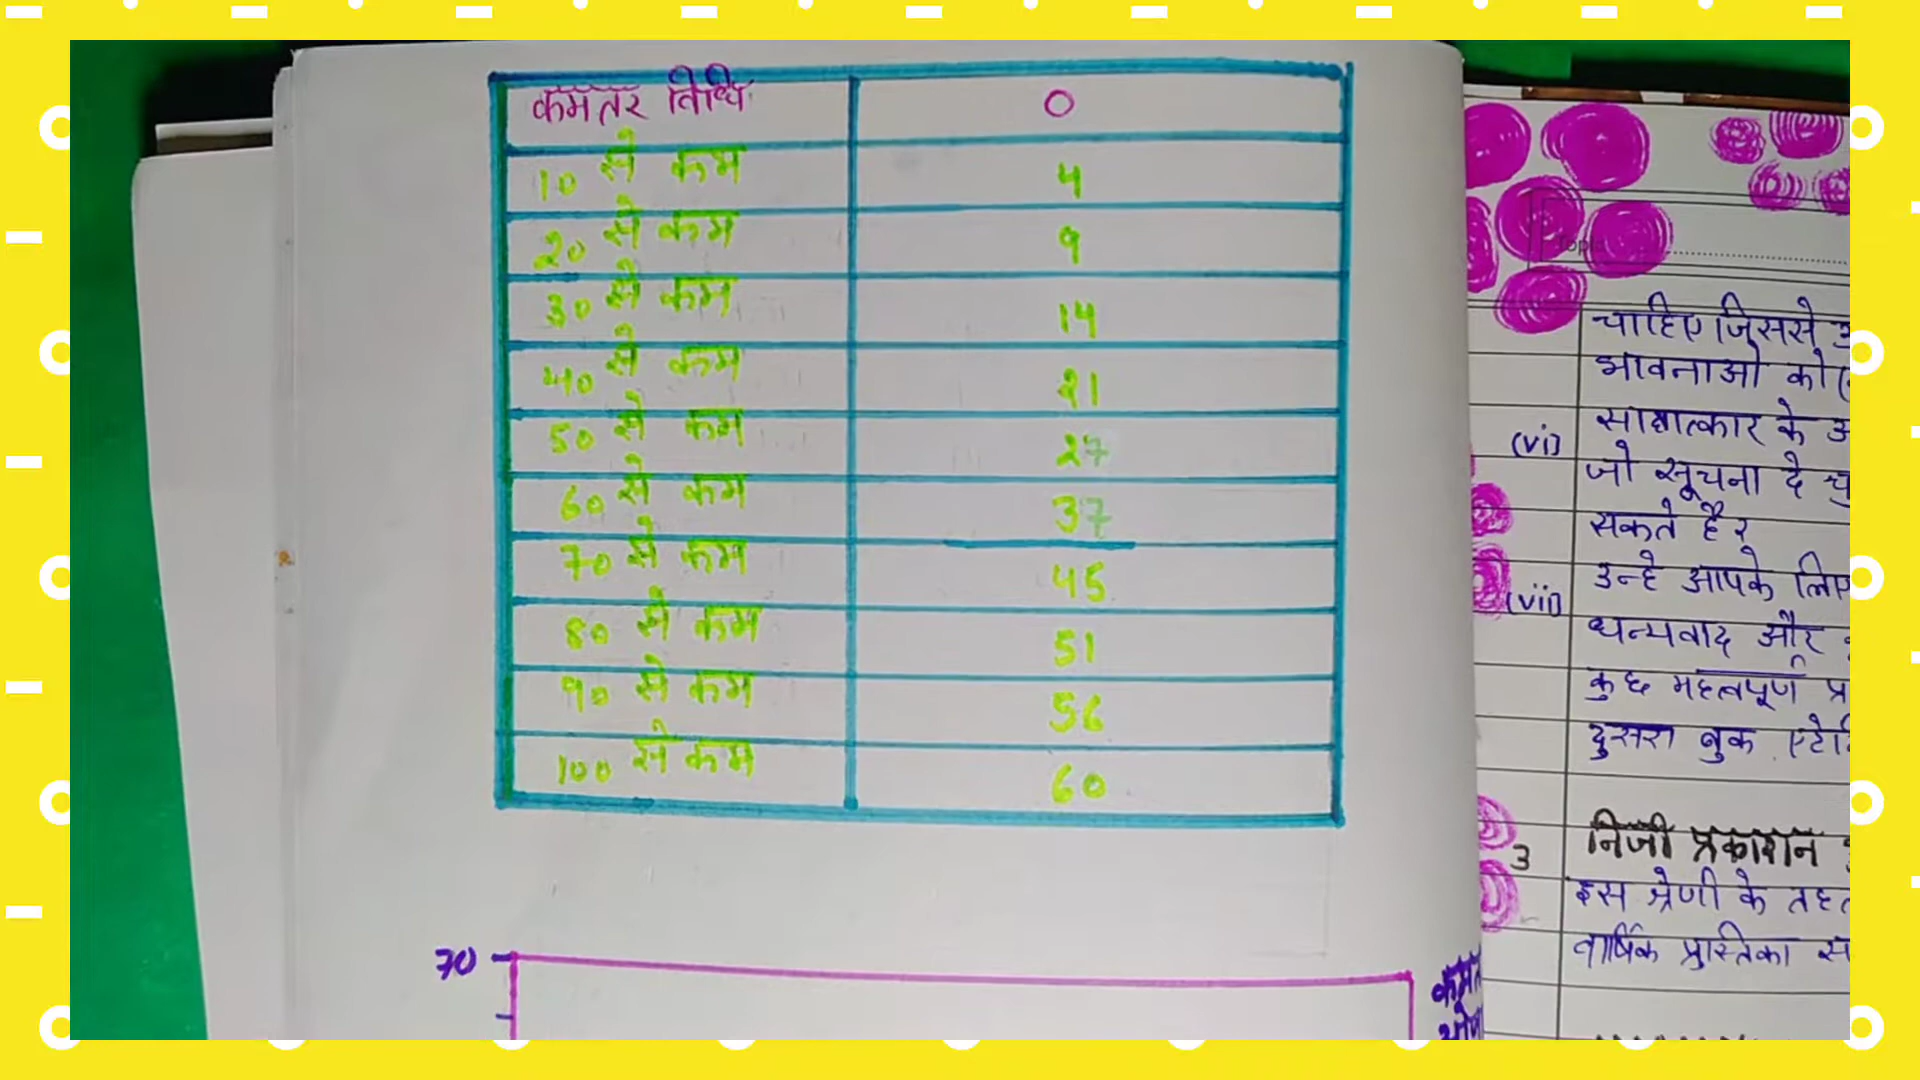 कमतर विधि 0
10 से कम 4
20 से कम 9
30 से कम 14
40 से कम 21
50 से कम 27
60 से कम 37
70 से कम 45
80 से कम 51
90 से कम 56
100 से कम 60
70
Topic
चाहिए जिससे
भावनाओ को
(vi) साक्षात्कार के
जो सूचना दे
सकते है २
(vii) उन्हे आपके
धन्यवाद और
कुछ महत्वपूर्ण
दुसरा बुक
3 निजी प्रकाशन
इस श्रेणी के
वार्षिक पुस्तिका